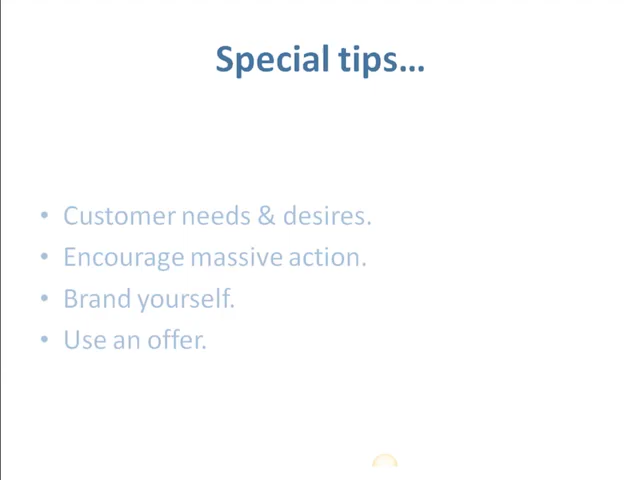 Special tips...
• Customer needs & desires.
• Encourage massive action.
• Brand yourself.
• Use an offer.